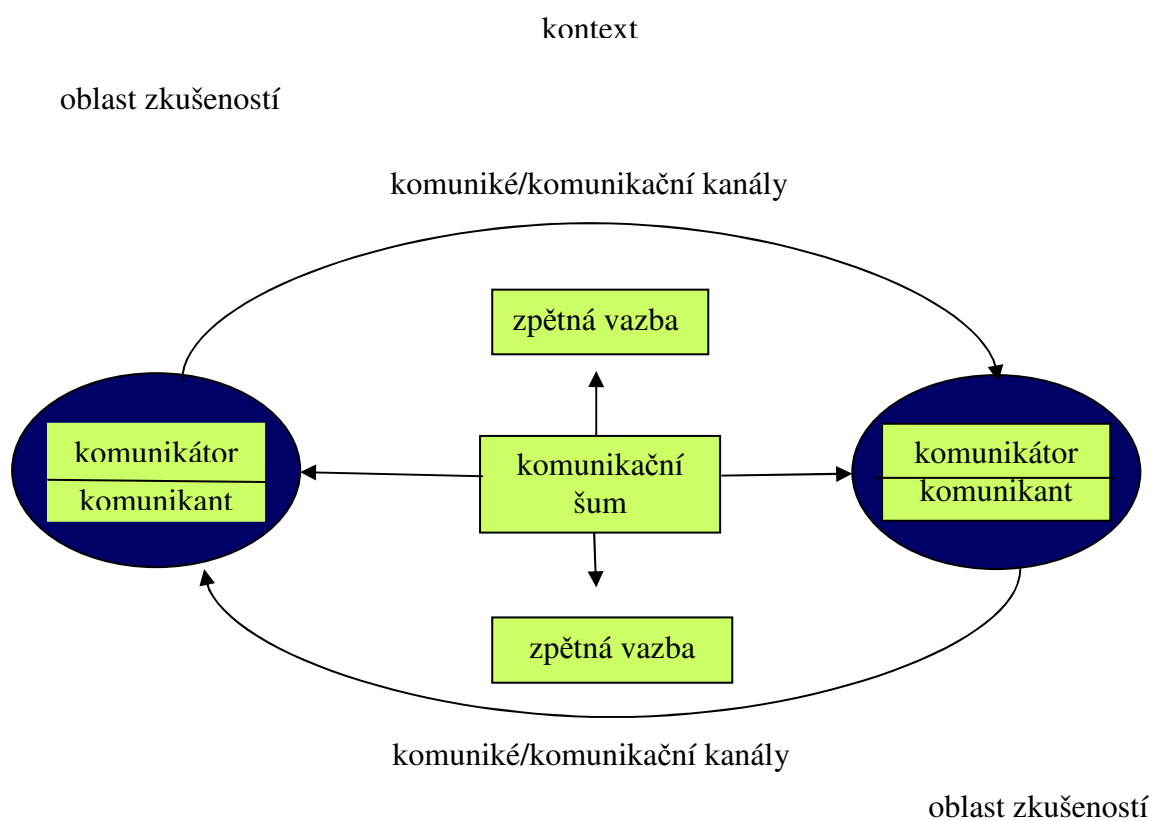 kontext
oblast zkušeností
komuniké/komunikační kanály
zpětná vazba
komunikátor
komunikant
komunikační
šum
komunikátor
komunikant
zpětná vazba
komuniké/komunikační kanály
oblast zkušeností